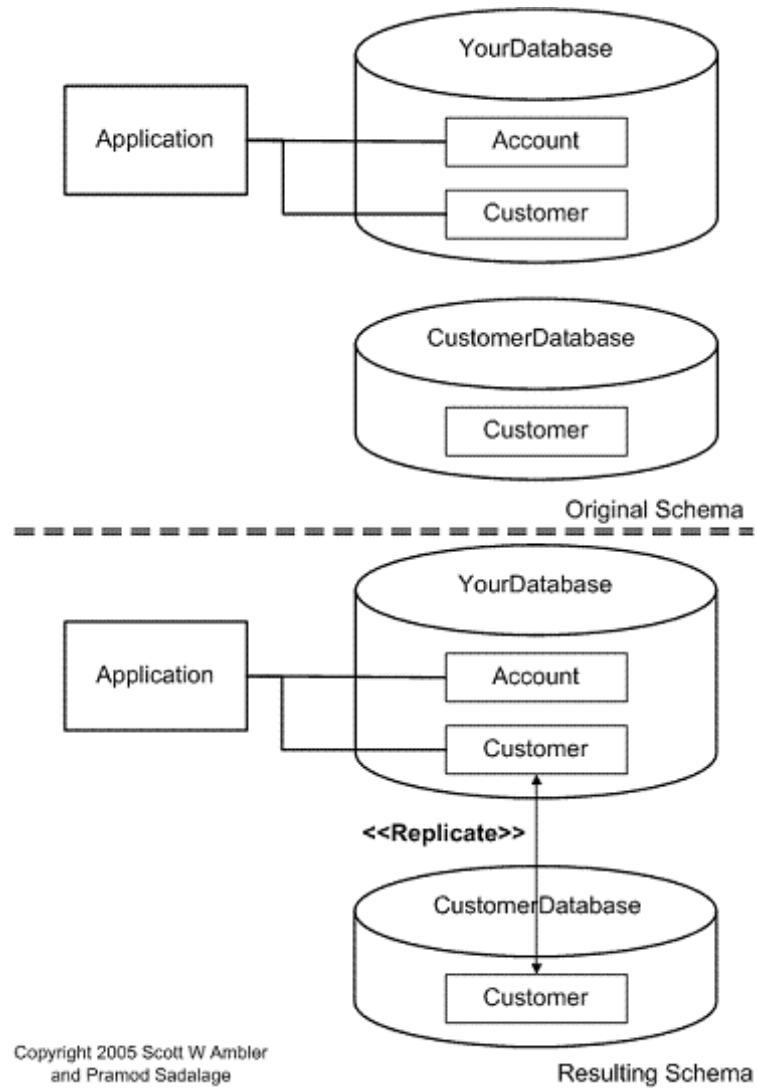 YourDatabase
Application
Account
Customer
CustomerDatabase
Customer
Original Schema
YourDatabase
Application
Account
Customer
<<Replicate>>
CustomerDatabase
Customer
Copyright 2005 Scott W Ambler
and Pramod Sadalage
Resulting Schema